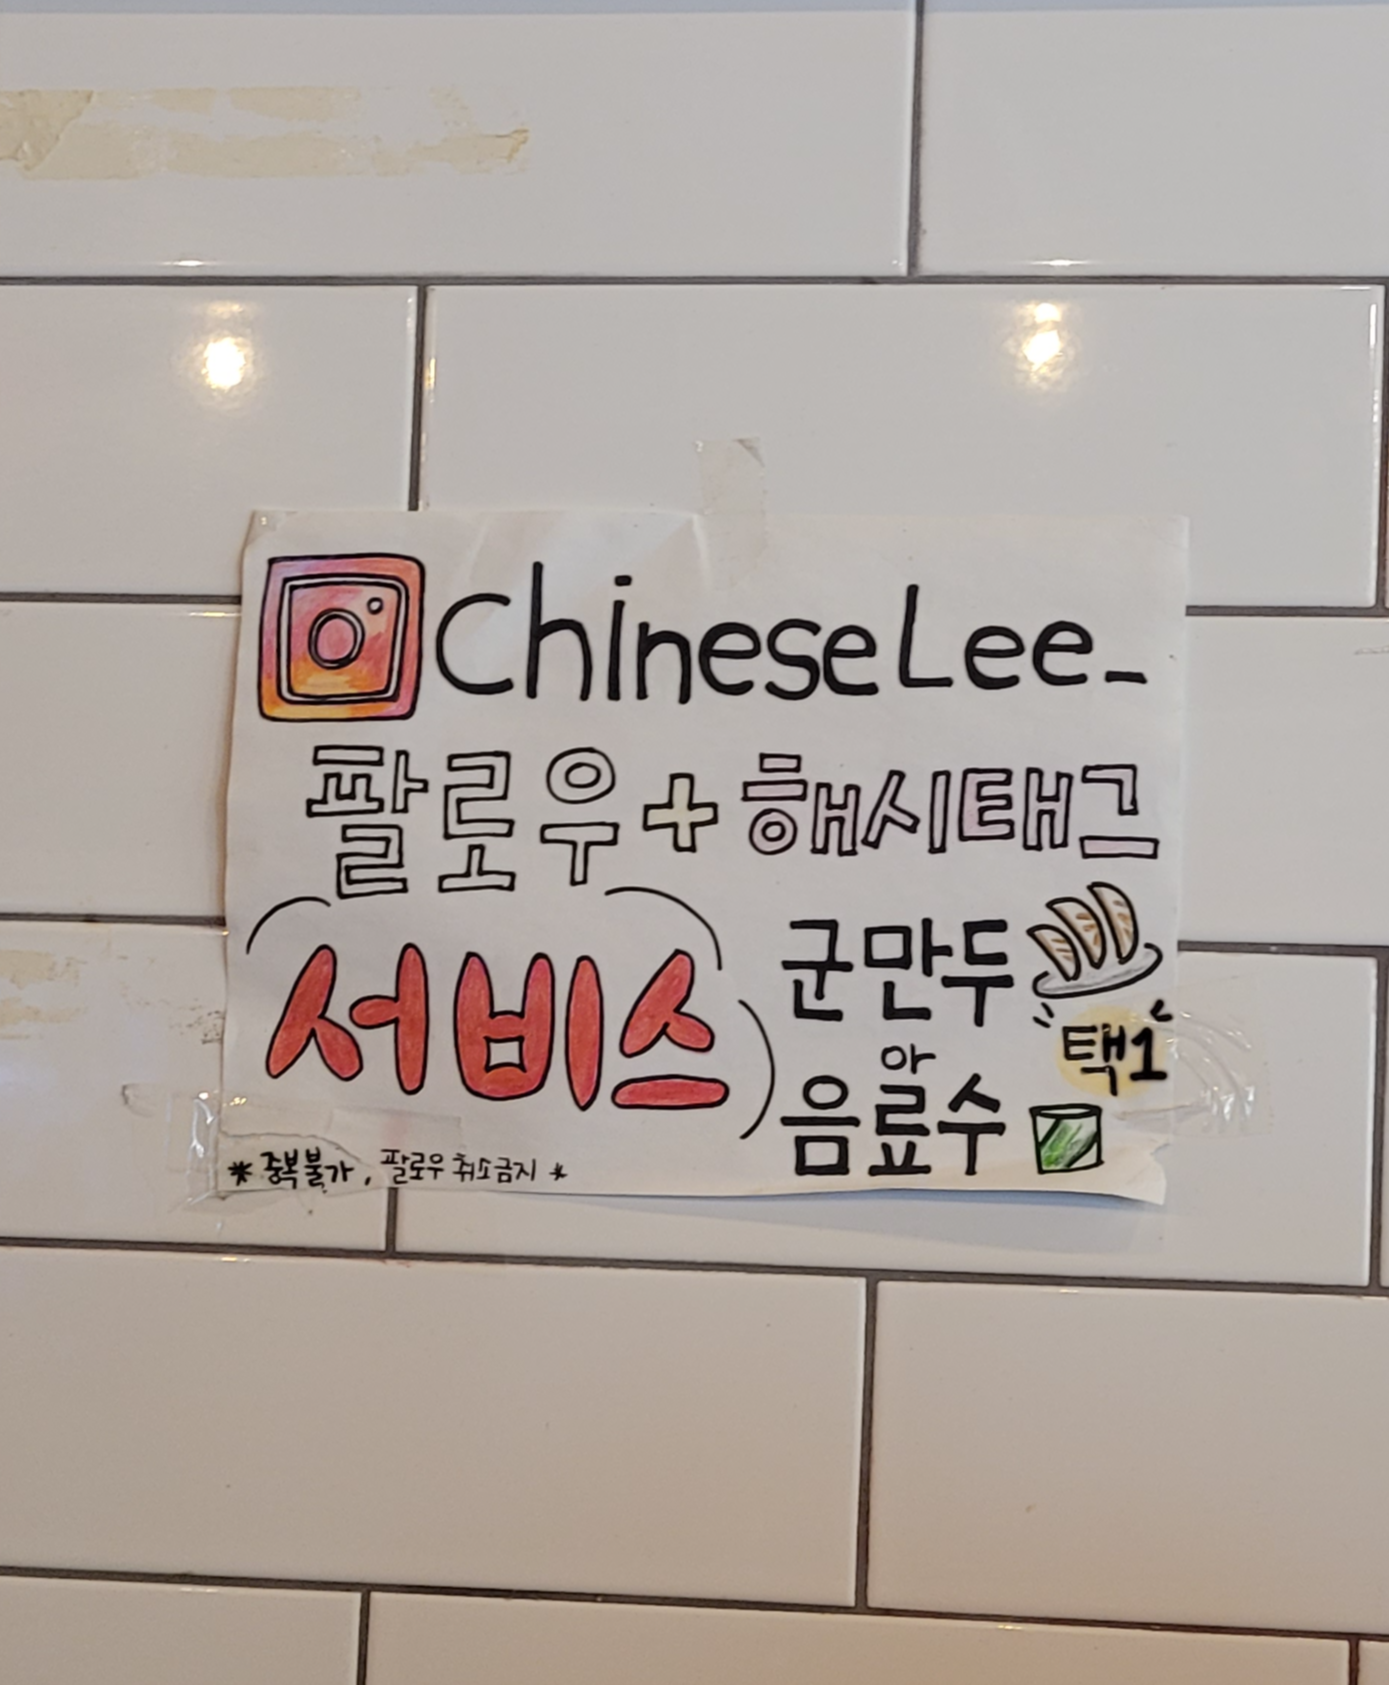 ChineseLee_
팔로우 + 해시태그
서비스
군만두
아
음료수
택1
* 중복불가, 팔로우 취소금지 *